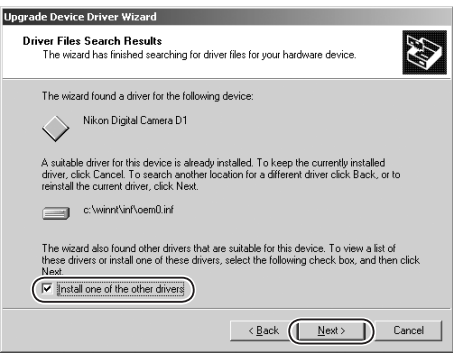 Upgrade Device Driver Wizard
Driver Files Search Results
The wizard has finished searching for driver files for your hardware device.
The wizard found a driver for the following device:
Nikon Digital Camera D1
A suitable driver for this device is already installed. To keep the currently installed
driver, click Cancel. To search another location for a different driver click Back, or to
reinstall the current driver, click Next.
c:\winnt\inf\oem0.inf
The wizard also found other drivers that are suitable for this device. To view a list of
these drivers or install one of these drivers, select the following check box, and then click
Next.
Install one of the other drivers
< Back Next > Cancel